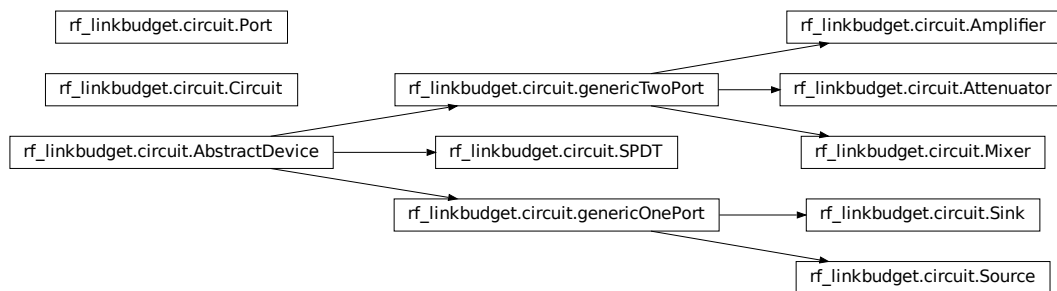 rf_linkbudget.circuit.Port
rf_linkbudget.circuit.Circuit
rf_linkbudget.circuit.AbstractDevice
rf_linkbudget.circuit.genericTwoPort
rf_linkbudget.circuit.SPDT
rf_linkbudget.circuit.genericOnePort
rf_linkbudget.circuit.Amplifier
rf_linkbudget.circuit.Attenuator
rf_linkbudget.circuit.Mixer
rf_linkbudget.circuit.Sink
rf_linkbudget.circuit.Source